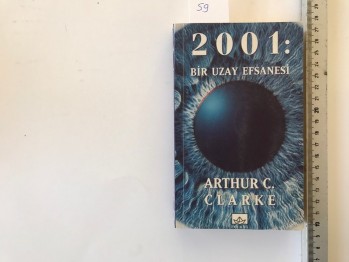 59
2001:
BİR UZAY EFSANESİ
ARTHUR C.
CLARKE